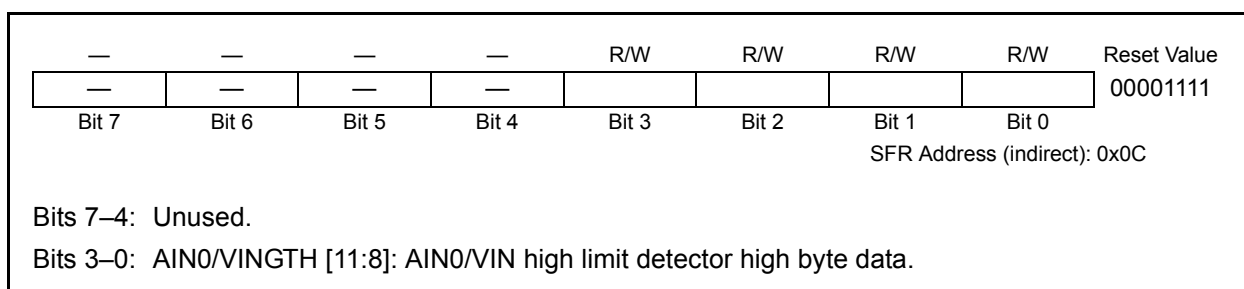 — — — — R/W R/W R/W R/W Reset Value
— — — — 00001111
Bit 7 Bit 6 Bit 5 Bit 4 Bit 3 Bit 2 Bit 1 Bit 0
SFR Address (indirect): 0x0C
Bits 7–4: Unused.
Bits 3–0: AIN0/VINGTH [11:8]: AIN0/VIN high limit detector high byte data.